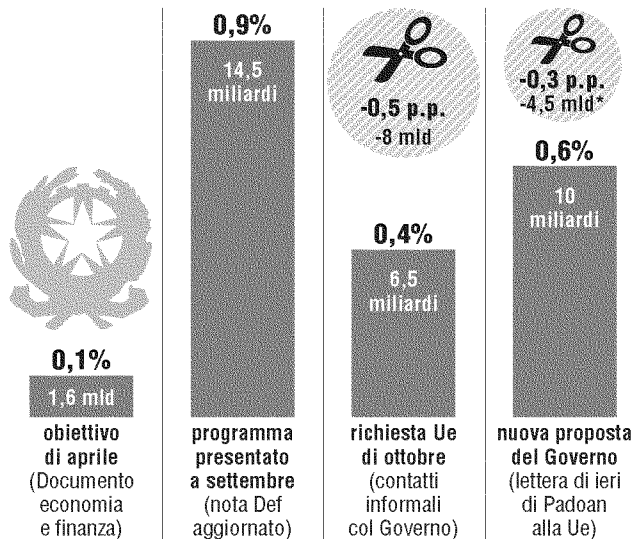 0,1%
1,6 mld
obiettivo
di aprile
(Documento
economia
e finanza)
0,9%
14,5
miliardi
programma
presentato
a settembre
(nota Def
aggiornato)
-0,5 p.p.
-8 mld
0,4%
6,5
miliardi
richiesta Ue
di ottobre
(contatti
informali
col Governo)
-0,3 p.p.
-4,5 mld*
0,6%
10
miliardi
nuova proposta
del Governo
(lettera di ieri
di Padoan
alla Ue)